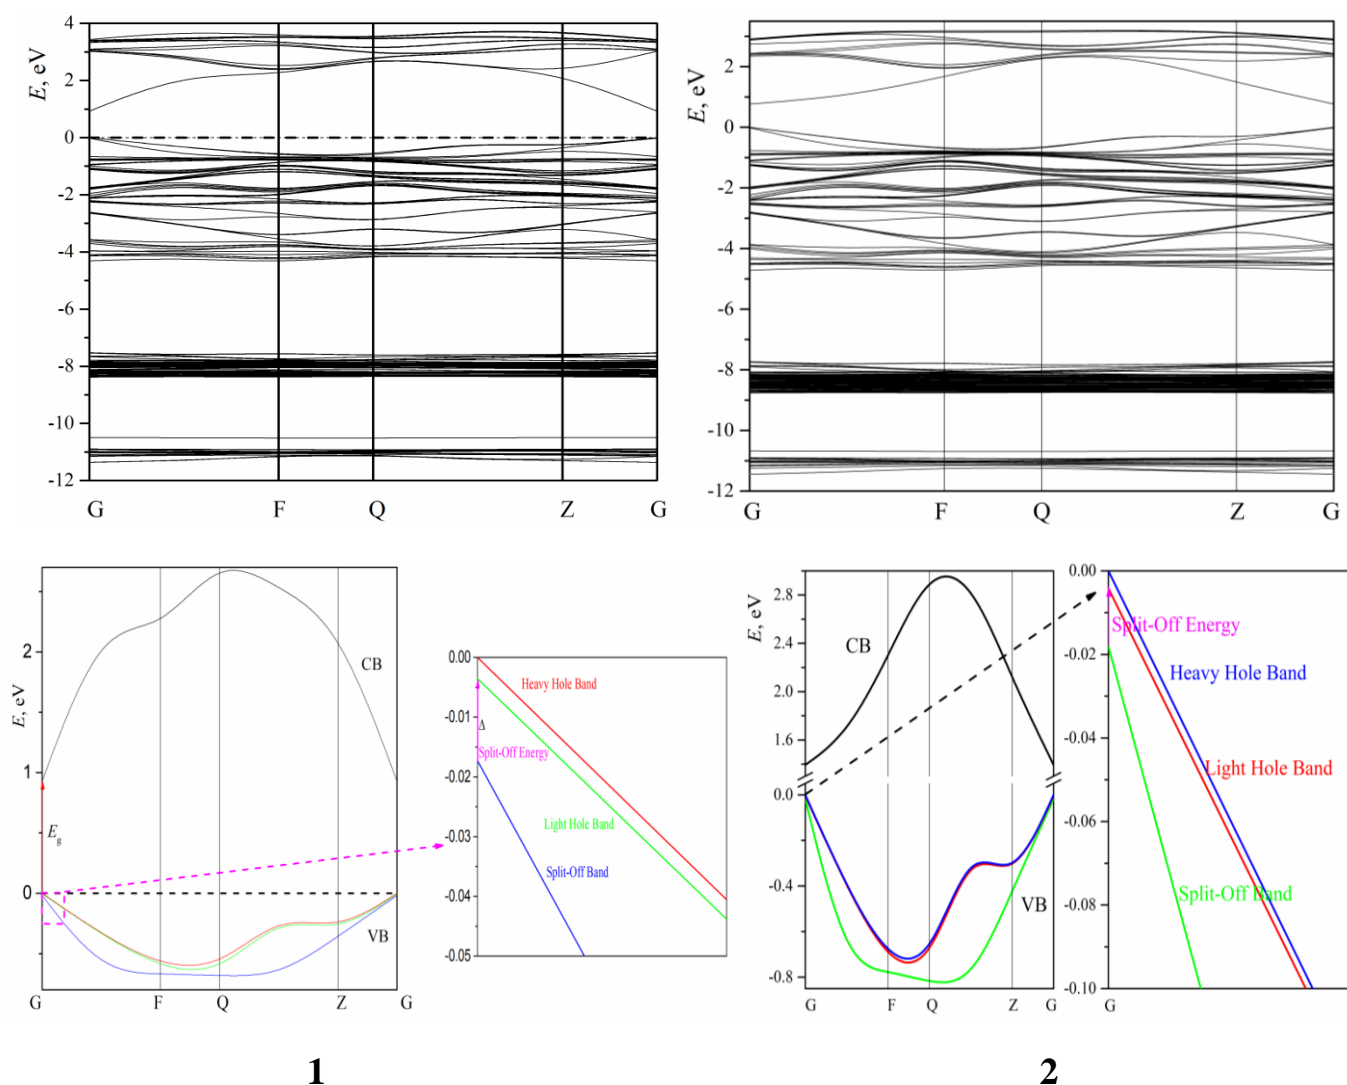 4
2
0
-2
-4
-6
-8
-10
-12
E, eV
G F Q Z G
2
0
-2
-4
-6
-8
-10
-12
E, eV
G F Q Z G
2
1
0
E, eV
CB
Eg
VB
G F Q Z G
0.00
-0.01
-0.02
-0.03
-0.04
-0.05
Heavy Hole Band
Δ
Split-Off Energy
Light Hole Band
Split-Off Band
2.8
2.4
2.0
1.6
0.0
-0.4
-0.8
E, eV
CB
VB
G F Q Z G
0.00
-0.02
-0.04
-0.06
-0.08
-0.10
Split-Off Energy
Heavy Hole Band
Light Hole Band
Split-Off Band
G
1
2